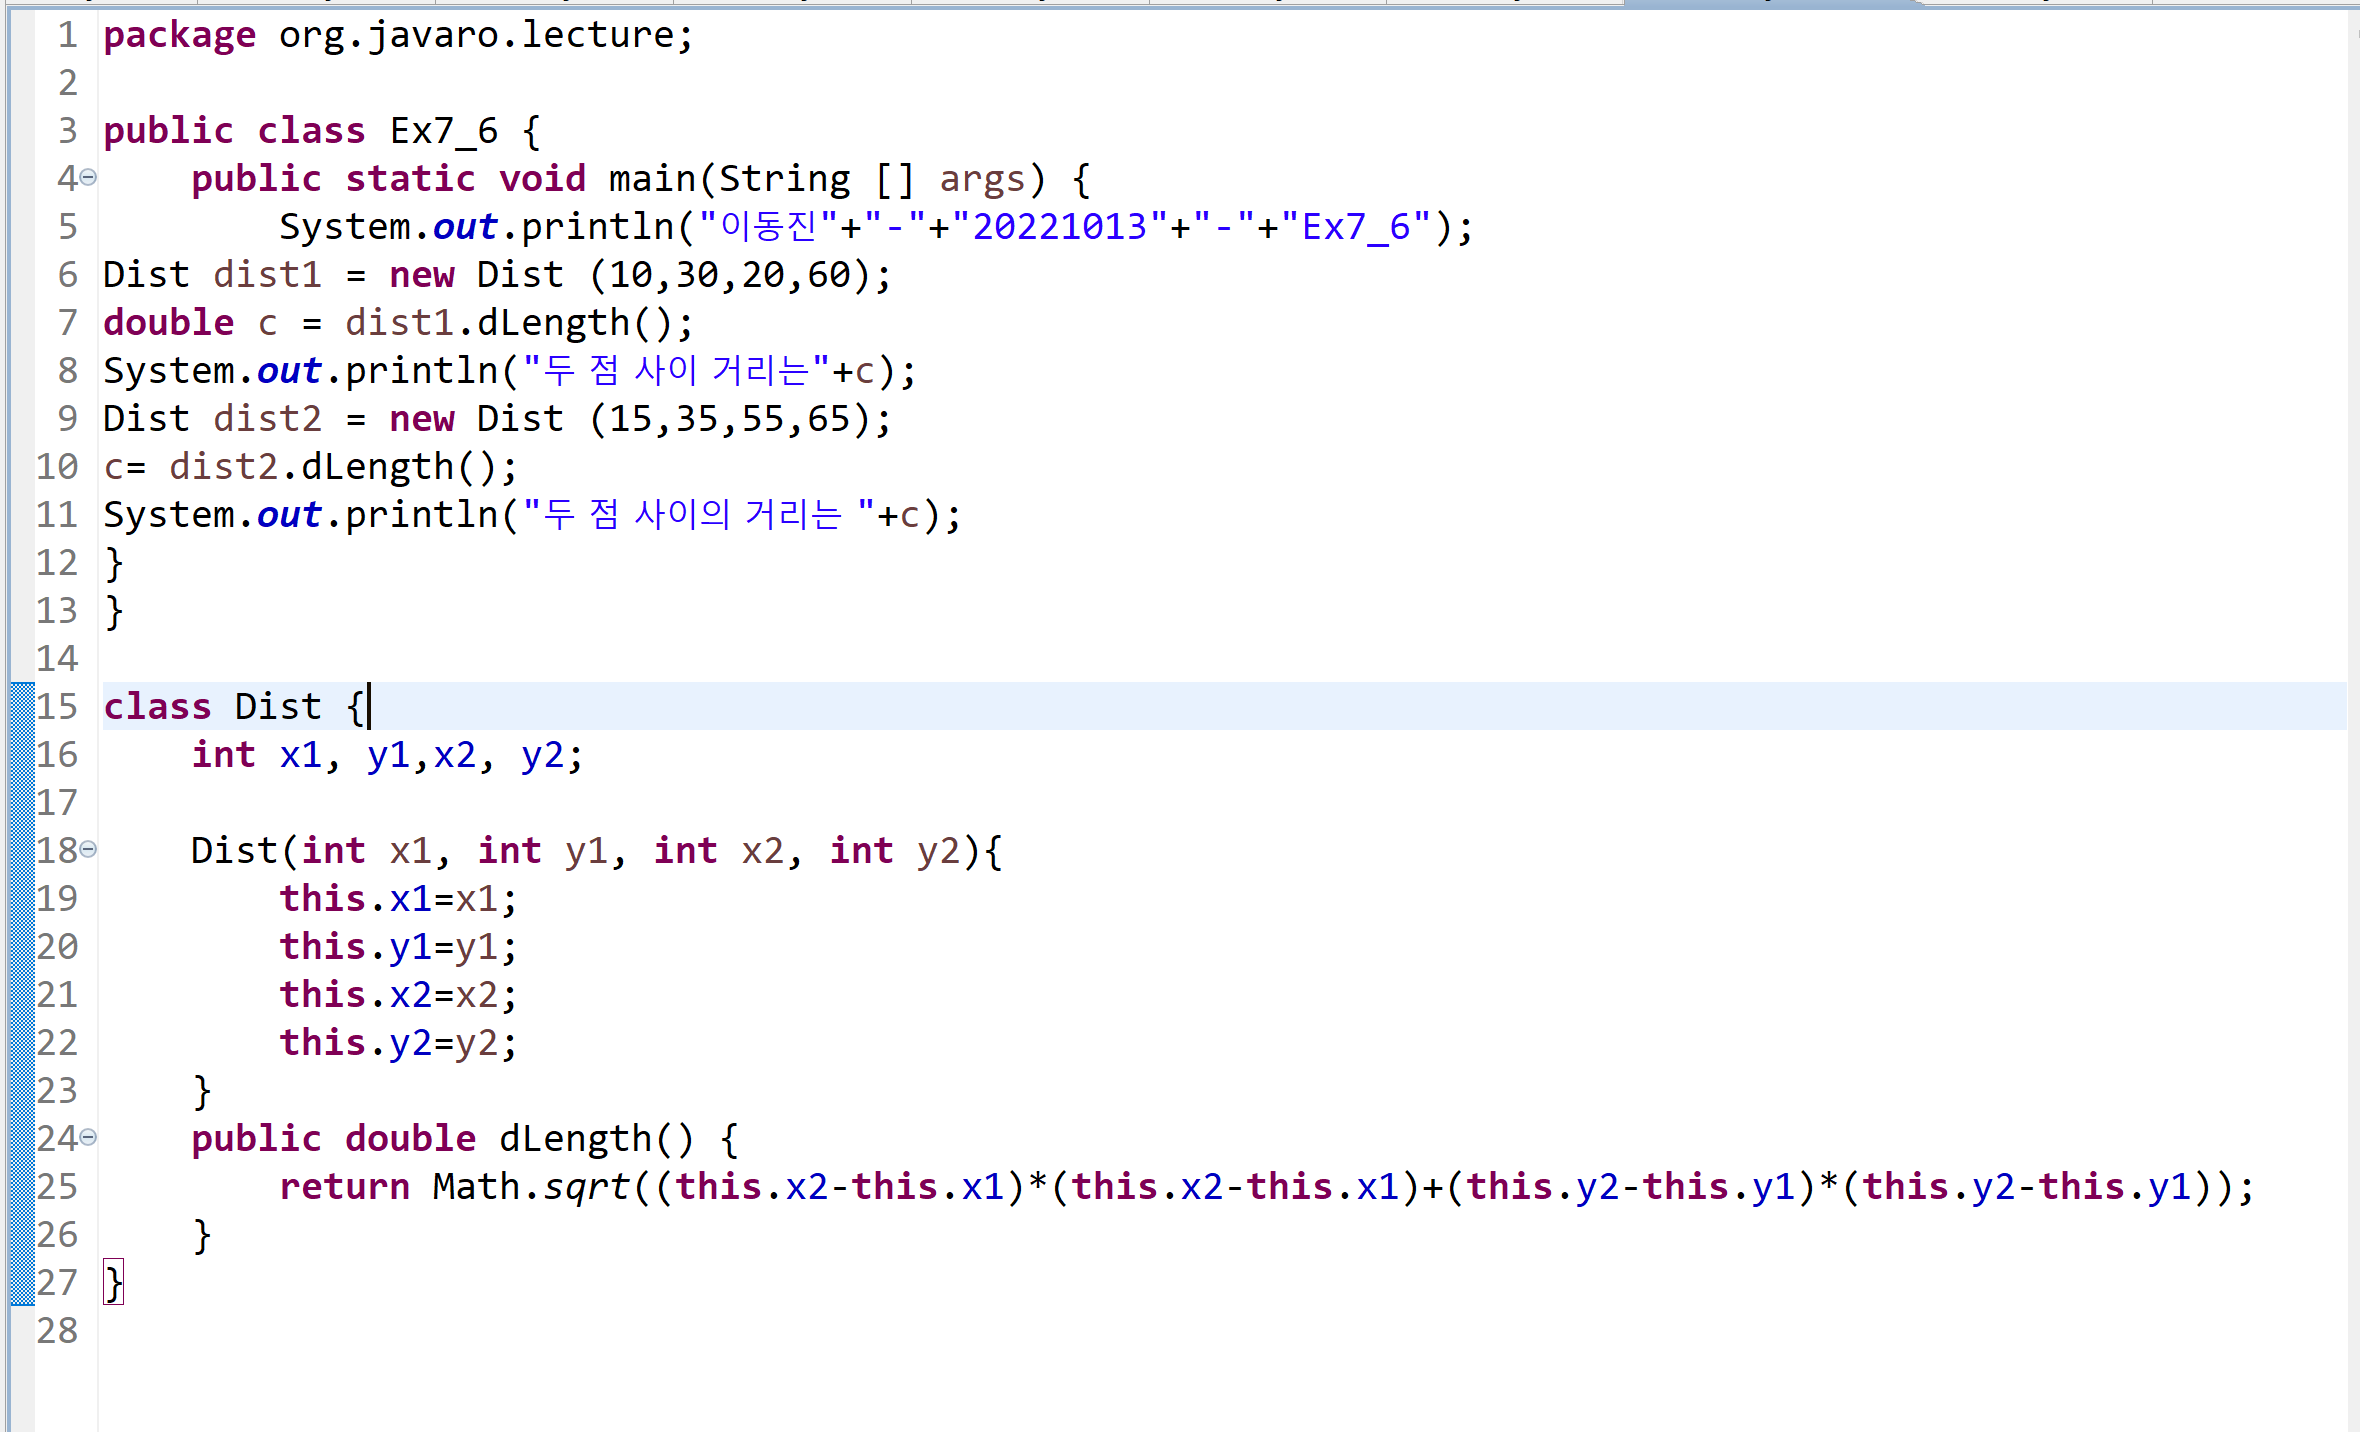 1 package org.javaro.lecture;
2
3 public class Ex7_6 {
4     public static void main(String [] args) {
5         System.out.println("이동진"+"-"+"20221013"+"-"+"Ex7_6");
6 Dist dist1 = new Dist (10,30,20,60);
7 double c = dist1.dLength();
8 System.out.println("두 점 사이 거리는"+c);
9 Dist dist2 = new Dist (15,35,55,65);
10 c= dist2.dLength();
11 System.out.println("두 점 사이의 거리는 "+c);
12 }
13 }
14
15 class Dist {
16     int x1, y1,x2, y2;
17
18     Dist(int x1, int y1, int x2, int y2){
19         this.x1=x1;
20         this.y1=y1;
21         this.x2=x2;
22         this.y2=y2;
23     }
24     public double dLength() {
25         return Math.sqrt((this.x2-this.x1)*(this.x2-this.x1)+(this.y2-this.y1)*(this.y2-this.y1));
26     }
27 }
28